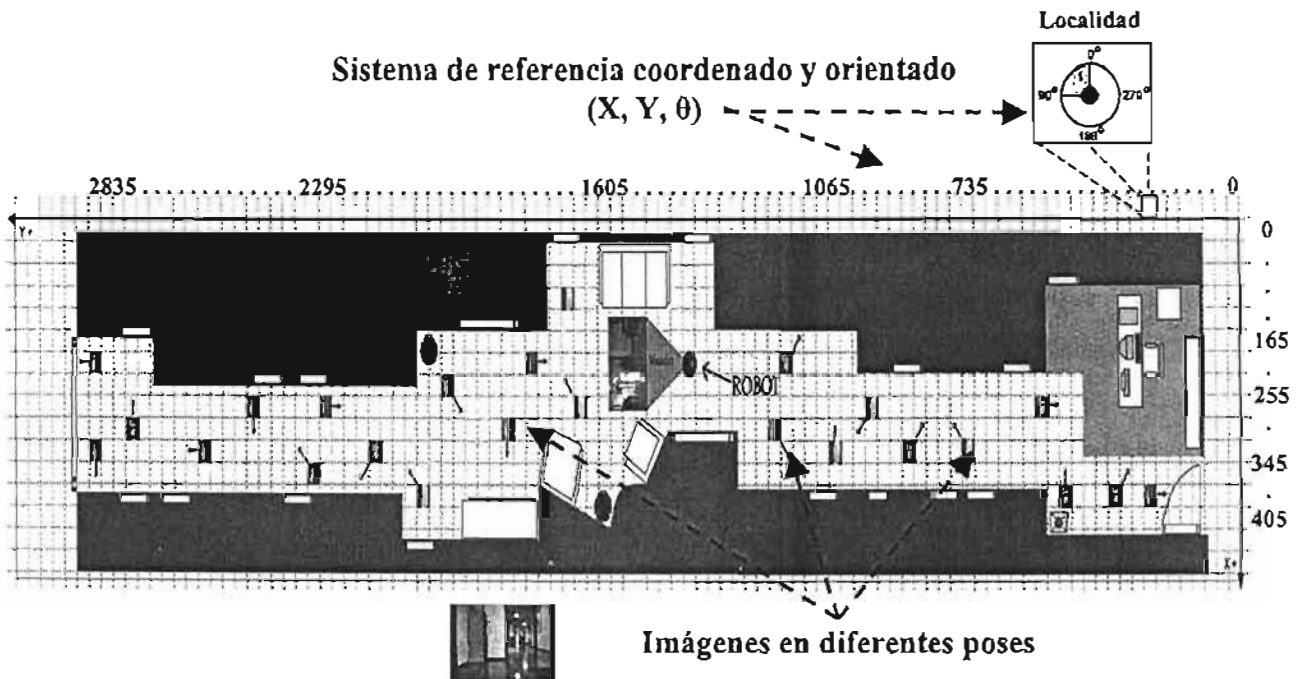 Localidad
0°
90° 270°
180°
Sistema de referencia coordenado y orientado
(X, Y, θ)
2835 2295 1605 1065 735 0
Y+
0
165
255
345
405
X+
ROBOT
Imágenes en diferentes poses